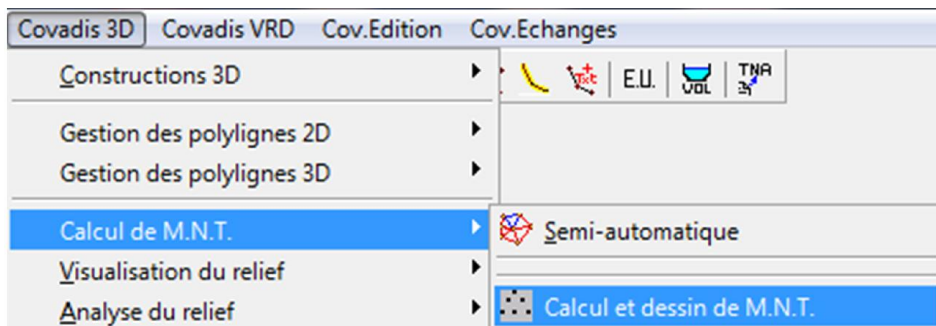 Covadis 3D Covadis VRD Cov.Edition Cov.Echanges
Constructions 3D
Txt E.U. VOL TNA
Gestion des polylignes 2D
Gestion des polylignes 3D
Calcul de M.N.T.
Semi-automatique
Visualisation du relief
Analyse du relief
Calcul et dessin de M.N.T.